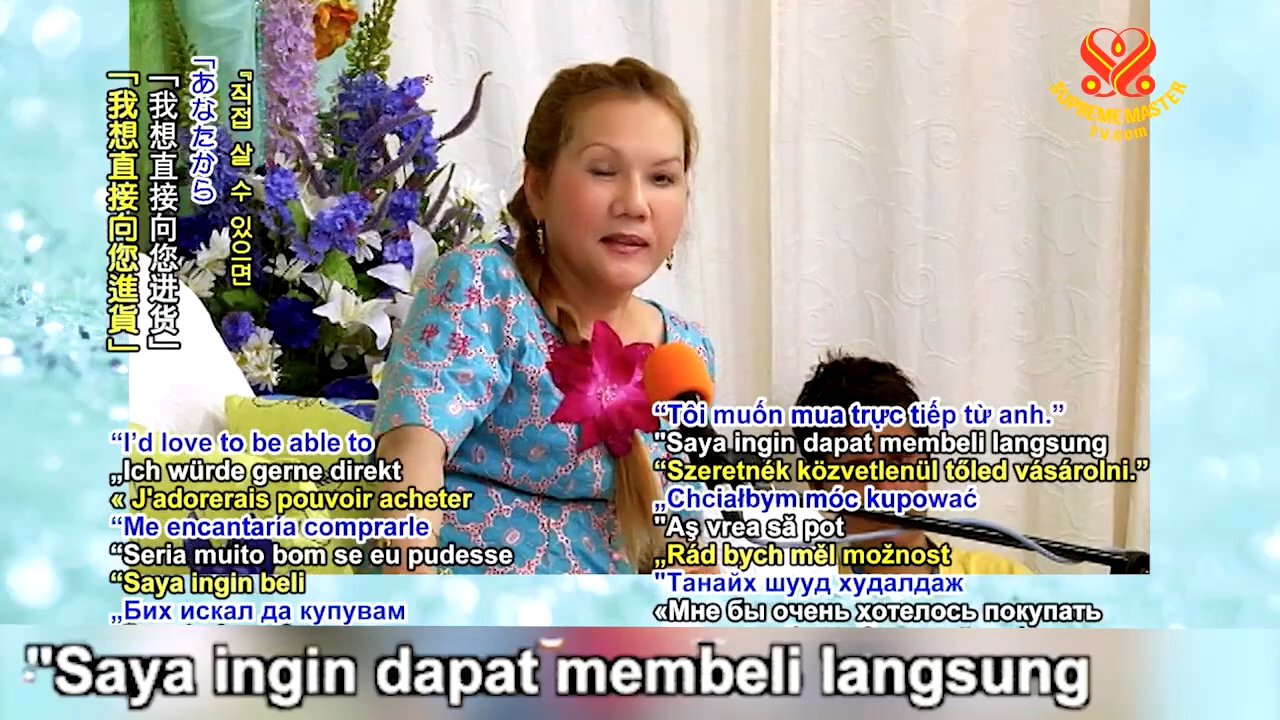 「我想直接向您進貨」
「我想直接向您进货」
「あなたから
『직접 살 수 있으면
SUPREME MASTER
TV.com
“I’d love to be able to
„Ich würde gerne direkt
« J'adorerais pouvoir acheter
“Me encantaría comprarle
“Seria muito bom se eu pudesse
“Saya ingin beli
„Бих искал да купувам
“Tôi muốn mua trực tiếp từ anh.”
"Saya ingin dapat membeli langsung
“Szeretnék közvetlenül tőled vásárolni.”
„Chciałbym móc kupować
"Aş vrea să pot
„Rád bych měl možnost
"Танайх шууд худалдаж
«Мне бы очень хотелось покупать
"Saya ingin dapat membeli langsung